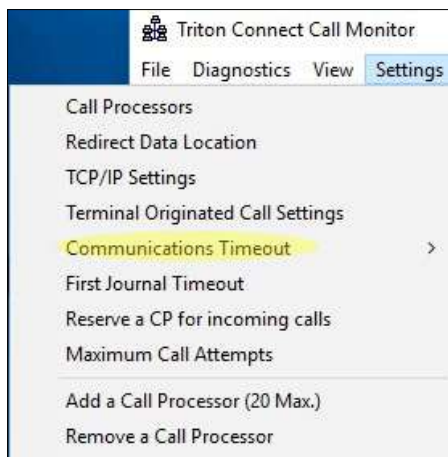 Triton Connect Call Monitor
File Diagnostics View Settings
Call Processors
Redirect Data Location
TCP/IP Settings
Terminal Originated Call Settings
Communications Timeout >
First Journal Timeout
Reserve a CP for incoming calls
Maximum Call Attempts
Add a Call Processor (20 Max.)
Remove a Call Processor